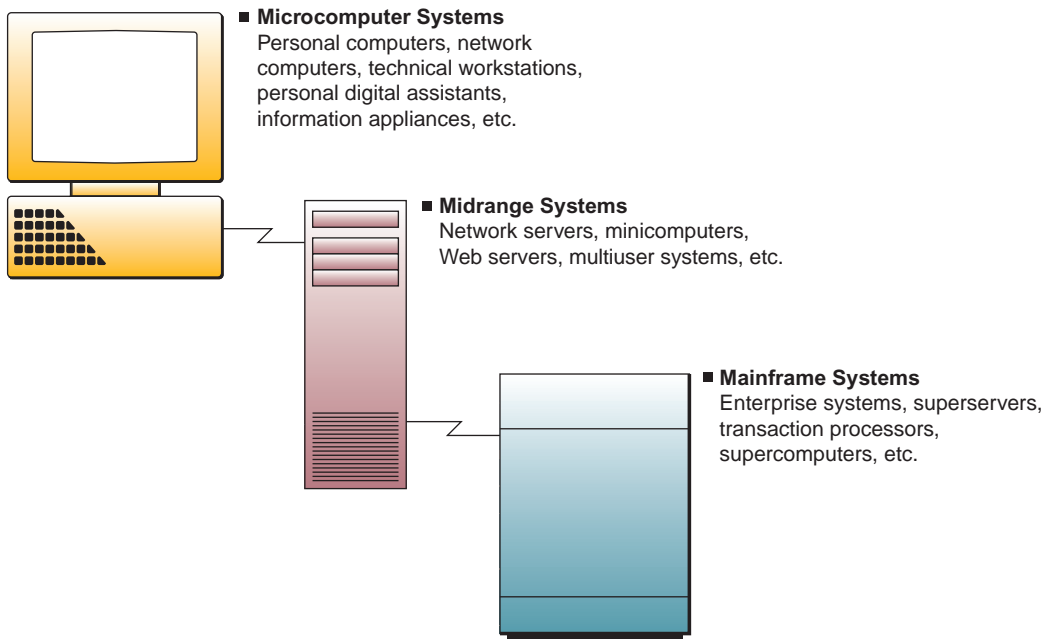 ■ Microcomputer Systems
Personal computers, network
computers, technical workstations,
personal digital assistants,
information appliances, etc.
■ Midrange Systems
Network servers, minicomputers,
Web servers, multiuser systems, etc.
■ Mainframe Systems
Enterprise systems, superservers,
transaction processors,
supercomputers, etc.